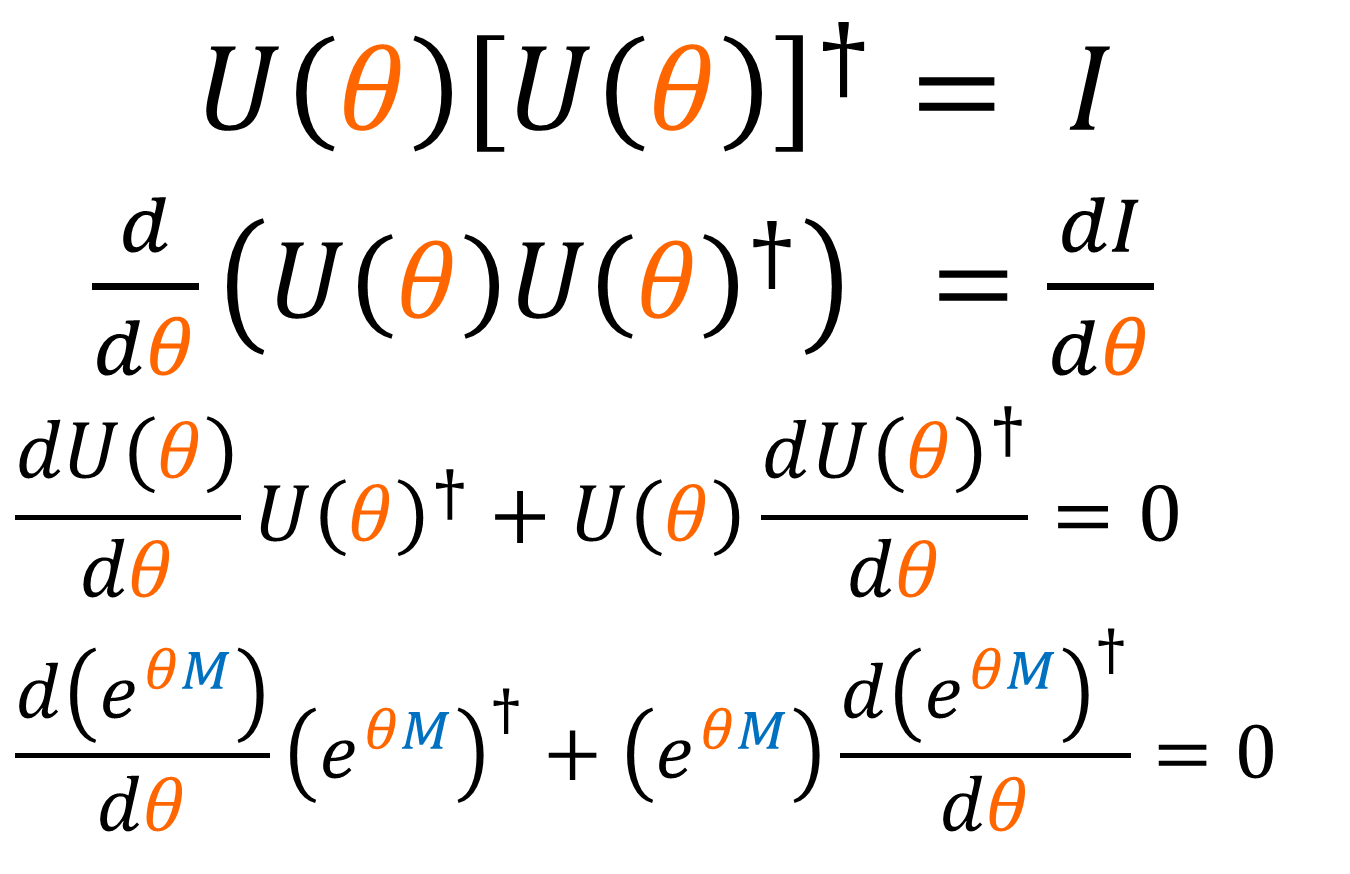 U(θ)[U(θ)]† = I
d/dθ (U(θ)U(θ)†) = dI/dθ
dU(θ)/dθ U(θ)† + U(θ) dU(θ)†/dθ = 0
d(e^θM)/dθ (e^θM)† + (e^θM) d(e^θM)†/dθ = 0